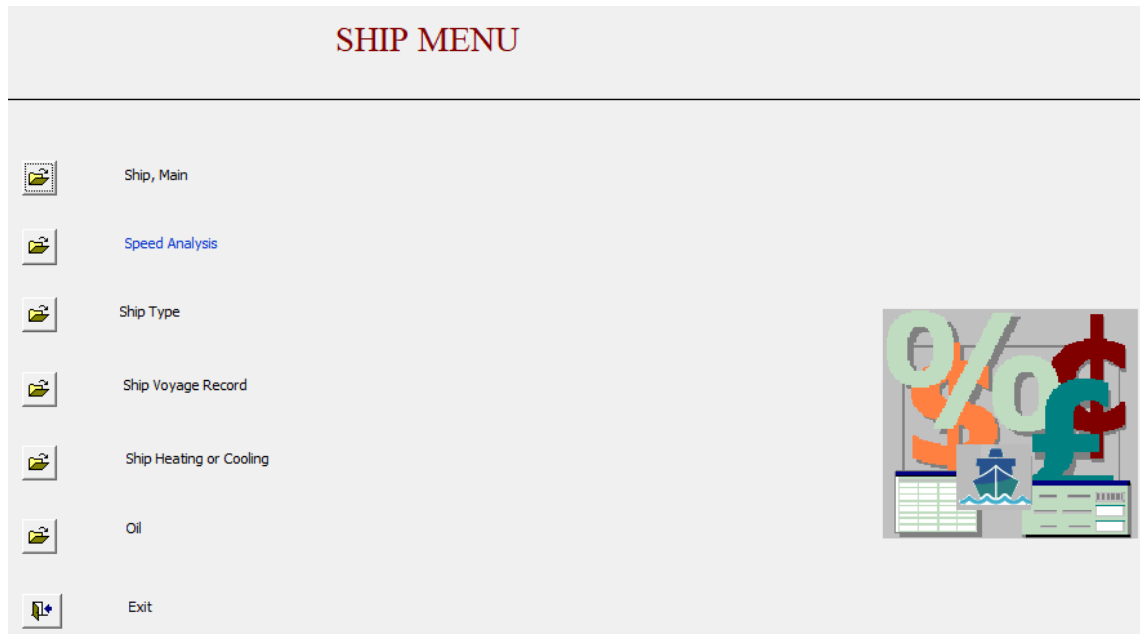 SHIP MENU
Ship, Main
Speed Analysis
Ship Type
Ship Voyage Record
Ship Heating or Cooling
Oil
Exit